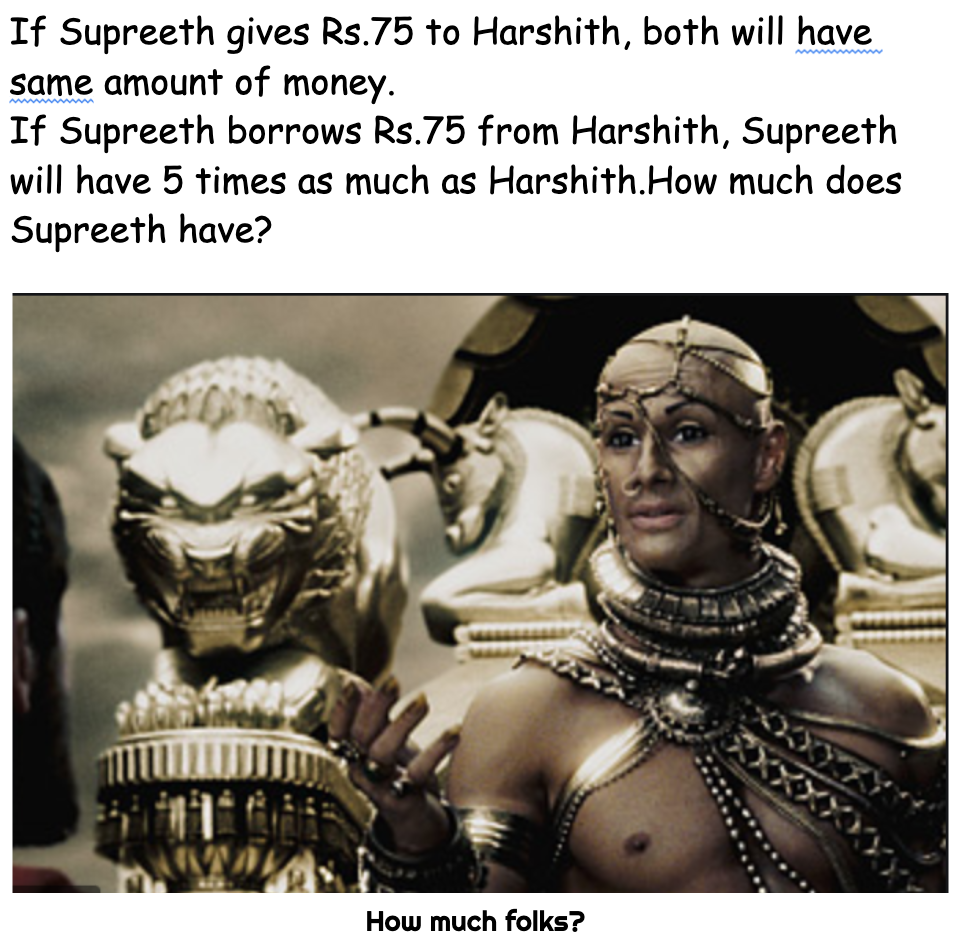 If Supreeth gives Rs.75 to Harshith, both will have
same amount of money.
If Supreeth borrows Rs.75 from Harshith, Supreeth
will have 5 times as much as Harshith.How much does
Supreeth have?
How much folks?